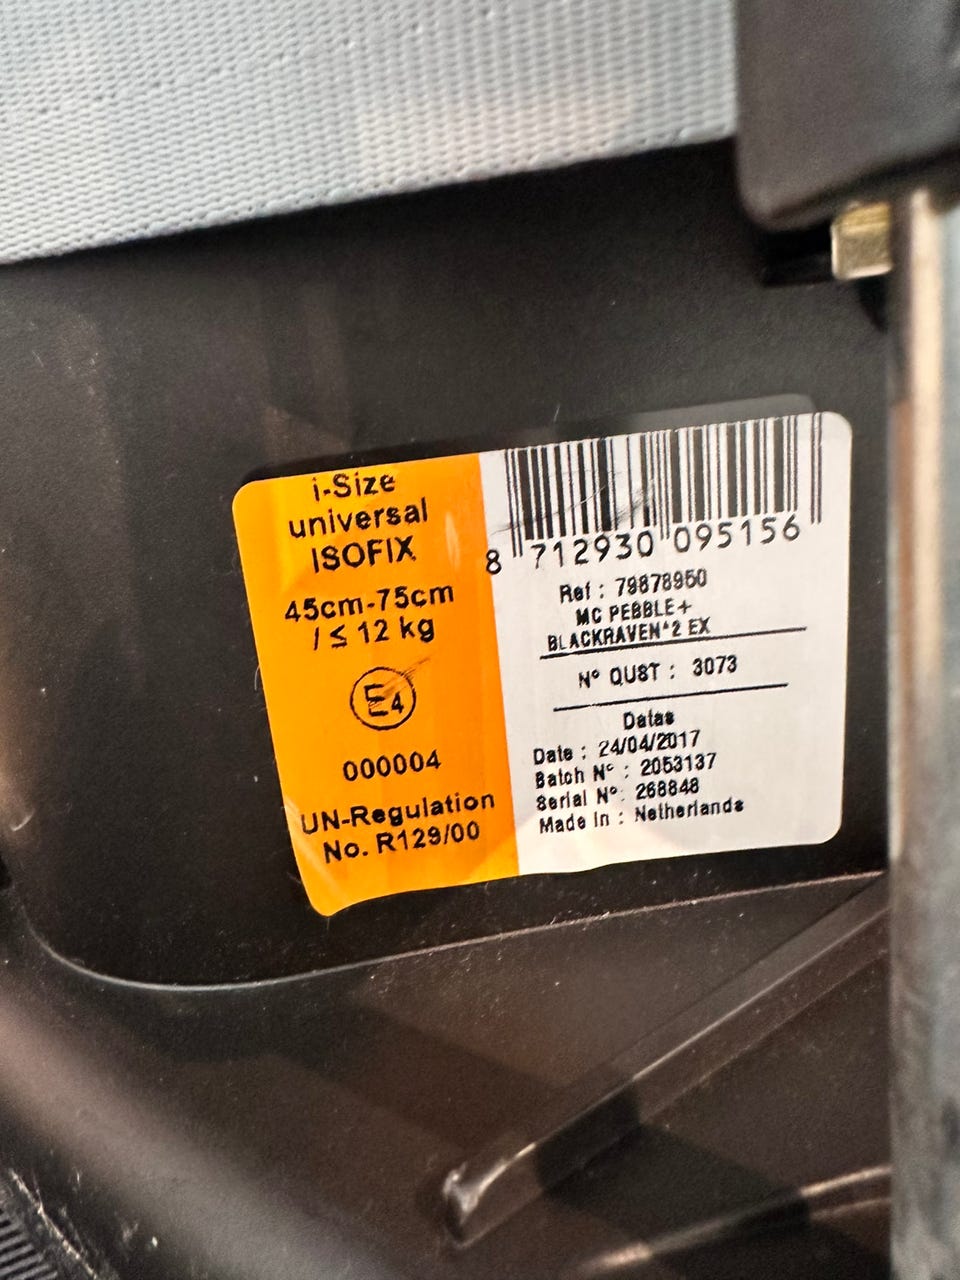 i-Size
universal
ISOFIX
45cm-75cm
/ ≤ 12 kg
E4
000004
UN-Regulation
No. R129/00
8 712930 095156
Ref : 79878950
MC PEBBLE+
BLACKRAVEN*2 EX
N° QUST : 3073
Datas
Date : 24/04/2017
Batch N° : 2053137
Serial N° : 268848
Made in : Netherlands